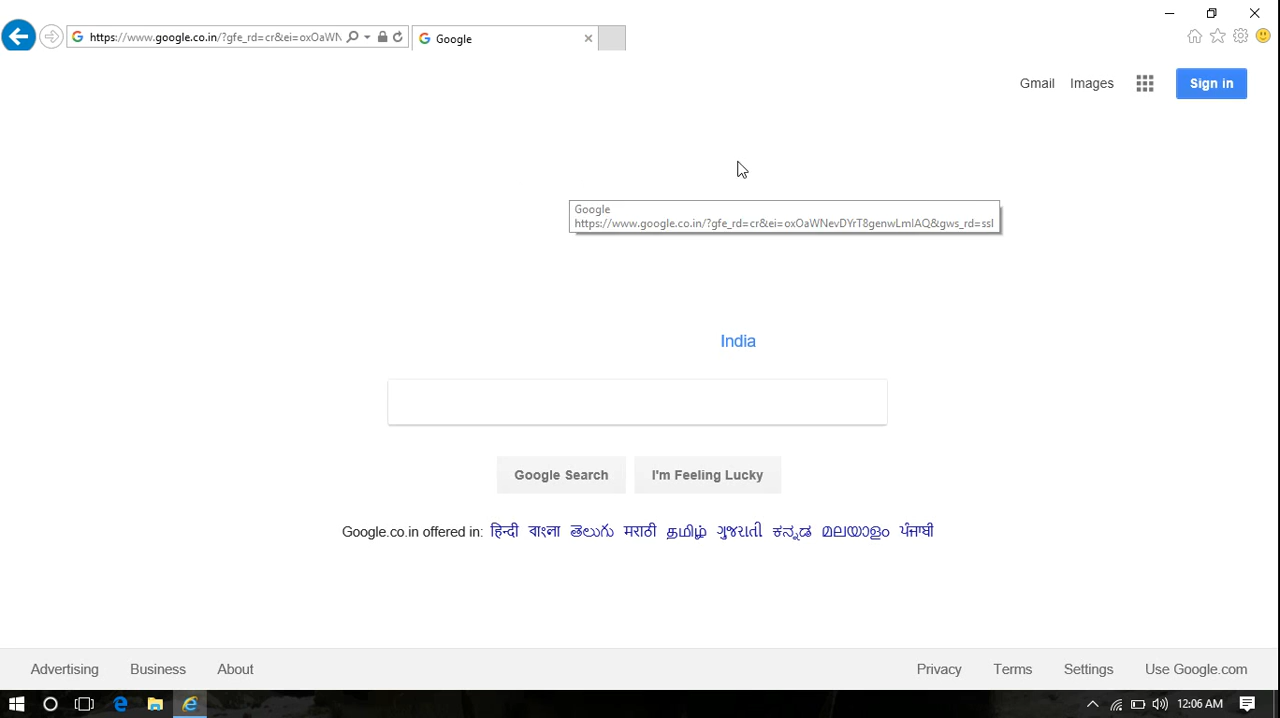 https://www.google.co.in/?gfe_rd=cr&ei=oxOaWN
Google
Gmail Images Sign in
Google
https://www.google.co.in/?gfe_rd=cr&ei=oxOaWNevDYrT8genwLmIAQ&gws_rd=ssl
India
Google Search I'm Feeling Lucky
Google.co.in offered in: हिन्दी বাংলা తెలుగు मराठी தமிழ் ગુજરાતી ಕನ್ನಡ മലയാളം ਪੰਜਾਬੀ
Advertising Business About Privacy Terms Settings Use Google.com
12:06 AM